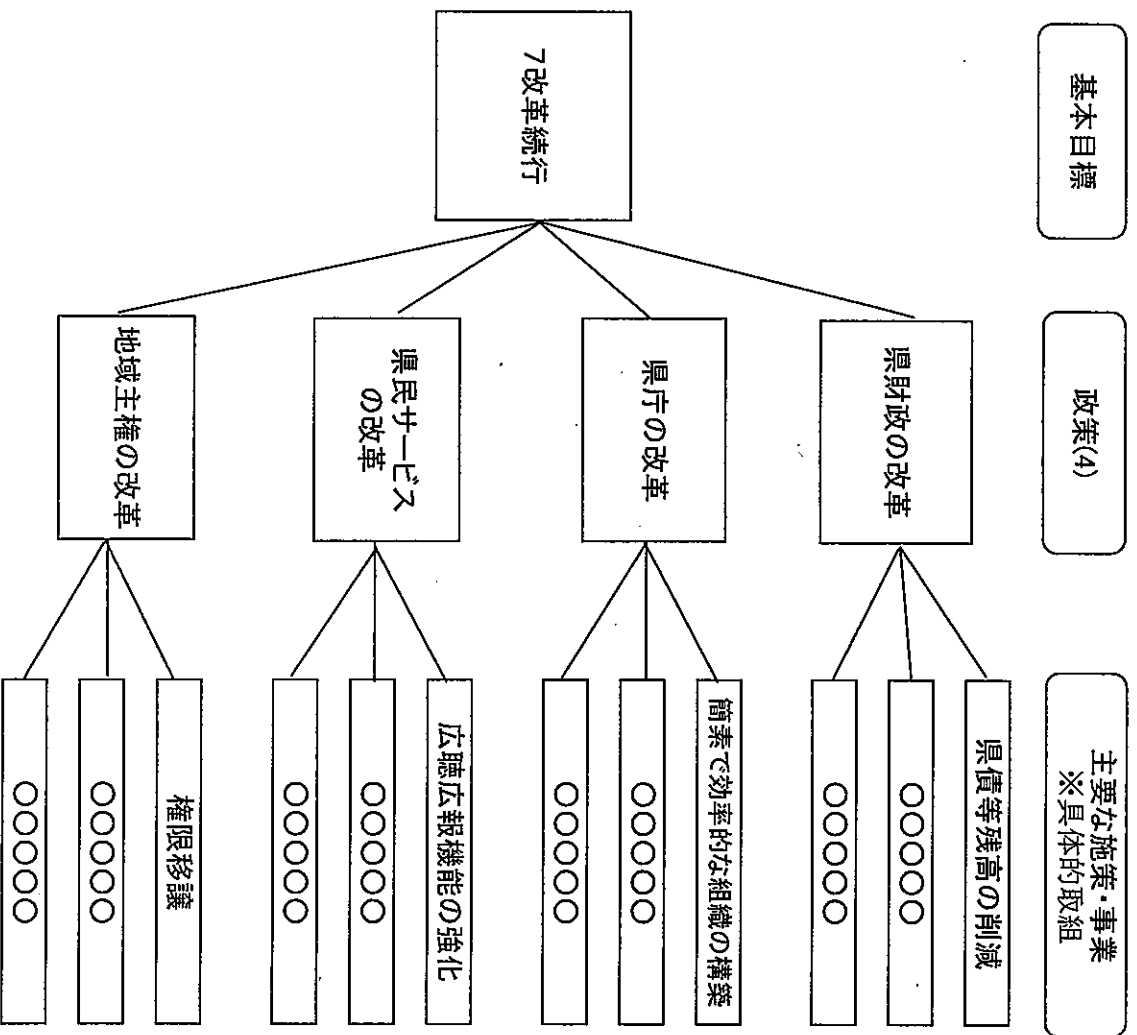 基本目標
政策(4)
主要な施策・事業
※具体的取組
7改革続行
県財政の改革
県債等残高の削減
○○○○○
○○○○○
県庁の改革
簡素で効率的な組織の構築
○○○○○
○○○○○
県民サービス
の改革
広聴広報機能の強化
○○○○○
○○○○○
地域主権の改革
権限移譲
○○○○○
○○○○○